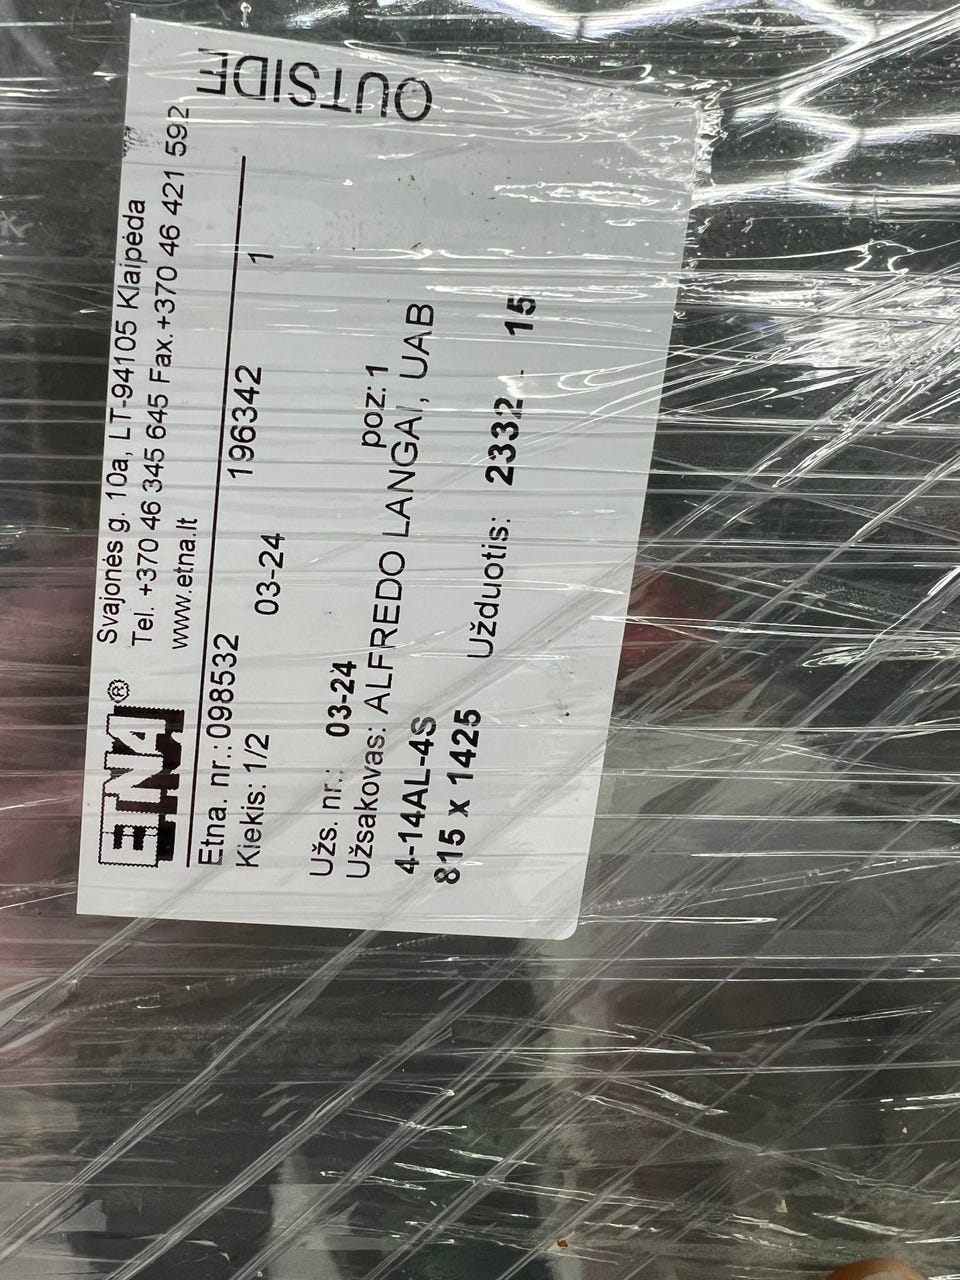 ETNA®
Svajonės g. 10a, LT-94105 Klaipėda
Tel. +370 46 345 645 Fax.+370 46 421 592
www.etna.lt
Etna. nr.: 098532 196342 1
Kiekis: 1/2 03-24
OUTSIDE
Užs. nr.: 03-24 poz: 1
Užsakovas: ALFREDO LANGAI, UAB
4-14AL-4S
815 x 1425 Užduotis: 2332 15